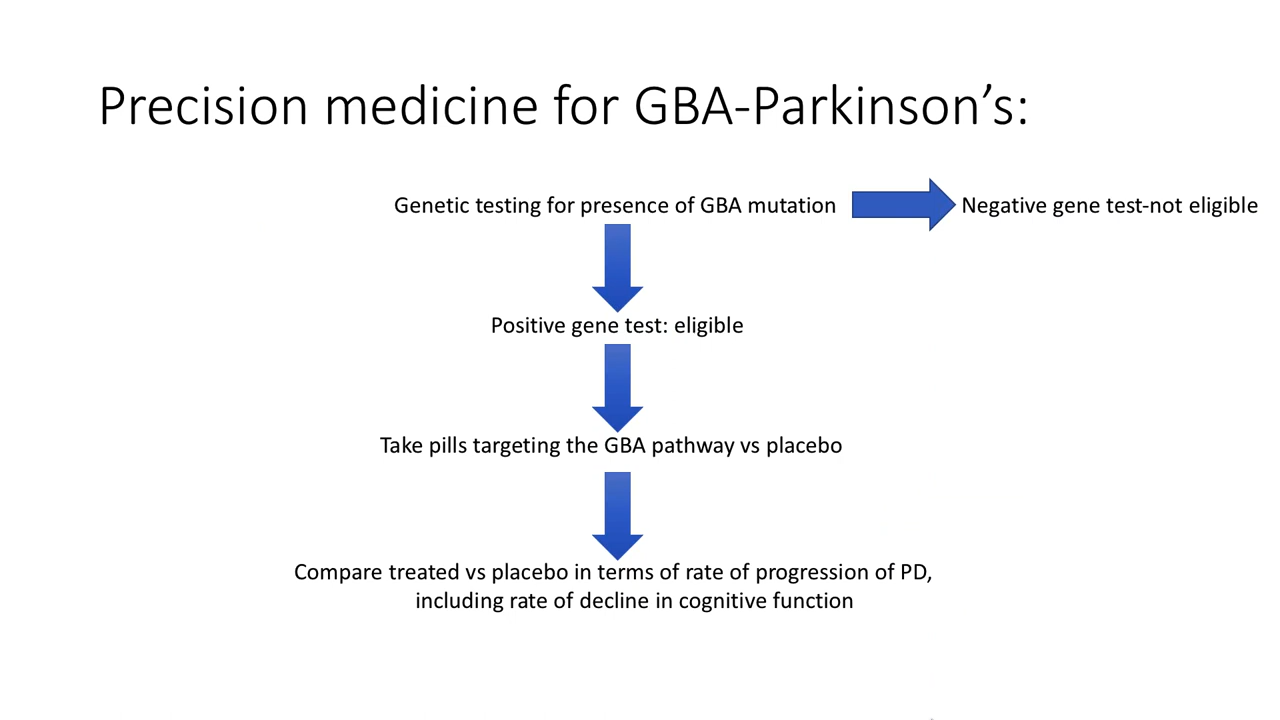 Precision medicine for GBA-Parkinson’s:
Genetic testing for presence of GBA mutation
Negative gene test-not eligible
Positive gene test: eligible
Take pills targeting the GBA pathway vs placebo
Compare treated vs placebo in terms of rate of progression of PD,
including rate of decline in cognitive function